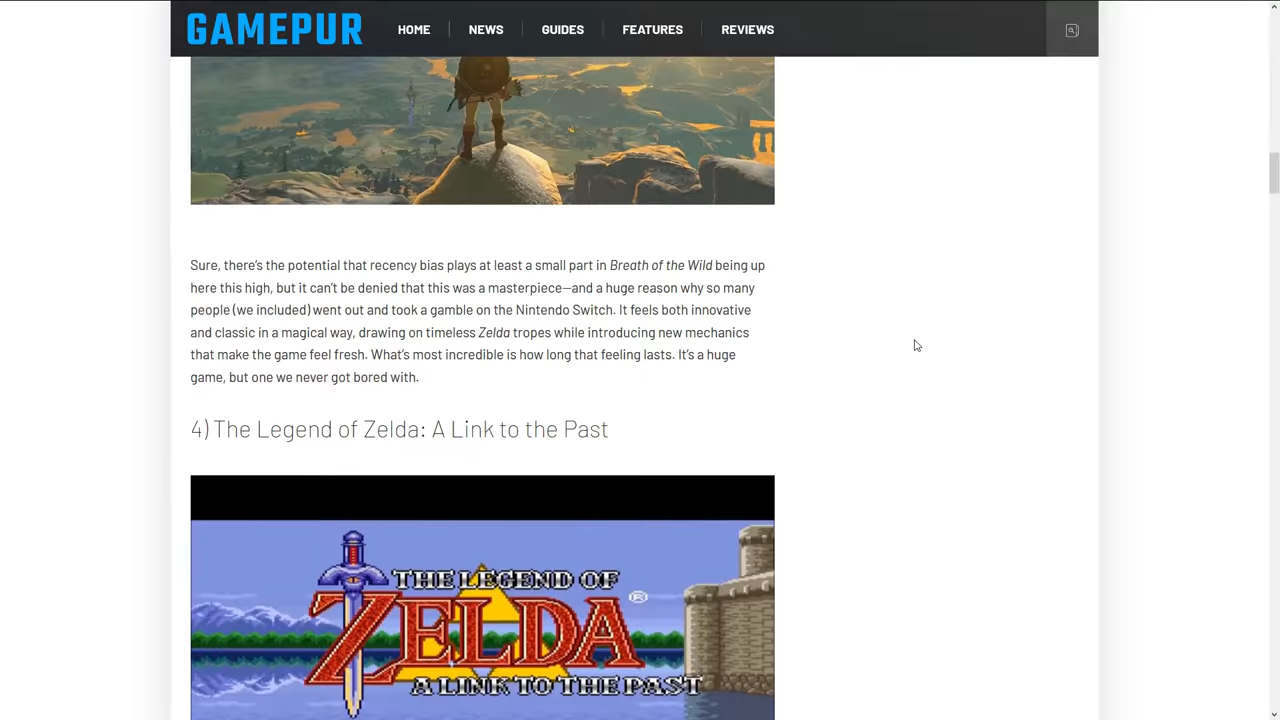 GAMEPUR
HOME
NEWS
GUIDES
FEATURES
REVIEWS
Sure, there's the potential that recency bias plays at least a small part in Breath of the Wild being up
here this high, but it can't be denied that this was a masterpiece—and a huge reason why so many
people (we included) went out and took a gamble on the Nintendo Switch. It feels both innovative
and classic in a magical way, drawing on timeless Zelda tropes while introducing new mechanics
that make the game feel fresh. What's most incredible is how long that feeling lasts. It's a huge
game, but one we never got bored with.
4) The Legend of Zelda: A Link to the Past
THE LEGEND OF
ZELDA®
A LINK TO THE PAST